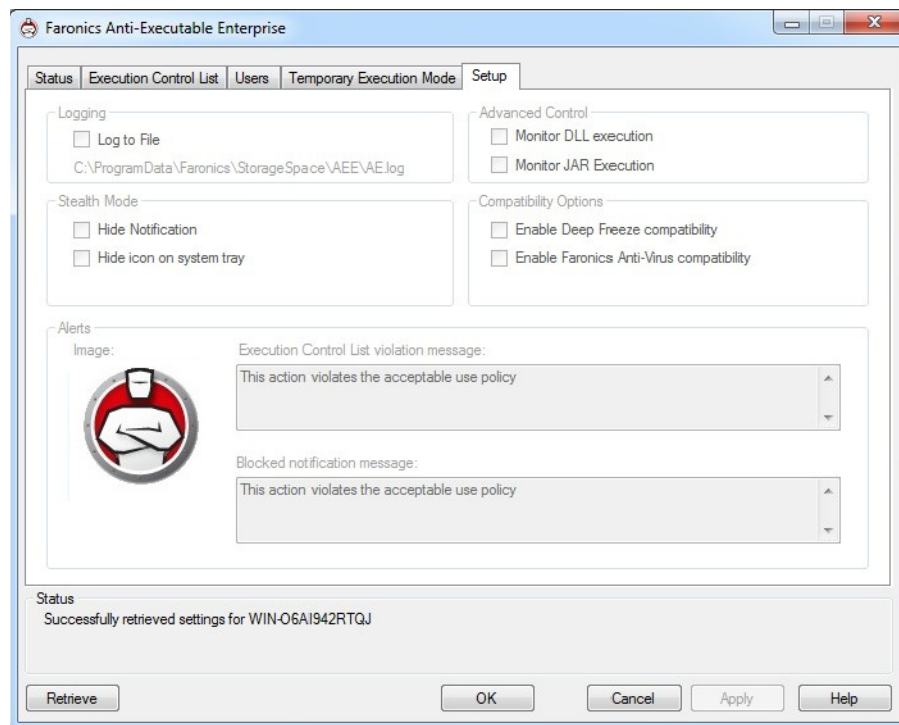 Faronics Anti-Executable Enterprise
Status Execution Control List Users Temporary Execution Mode Setup
Logging
Log to File
C:\ProgramData\Faronics\StorageSpace\AEE\AE.log
Advanced Control
Monitor DLL execution
Monitor JAR Execution
Stealth Mode
Hide Notification
Hide icon on system tray
Compatibility Options
Enable Deep Freeze compatibility
Enable Faronics Anti-Virus compatibility
Alerts
Image:
Execution Control List violation message:
This action violates the acceptable use policy
Blocked notification message:
This action violates the acceptable use policy
Status
Successfully retrieved settings for WIN-O6AI942RTQJ
Retrieve OK Cancel Apply Help